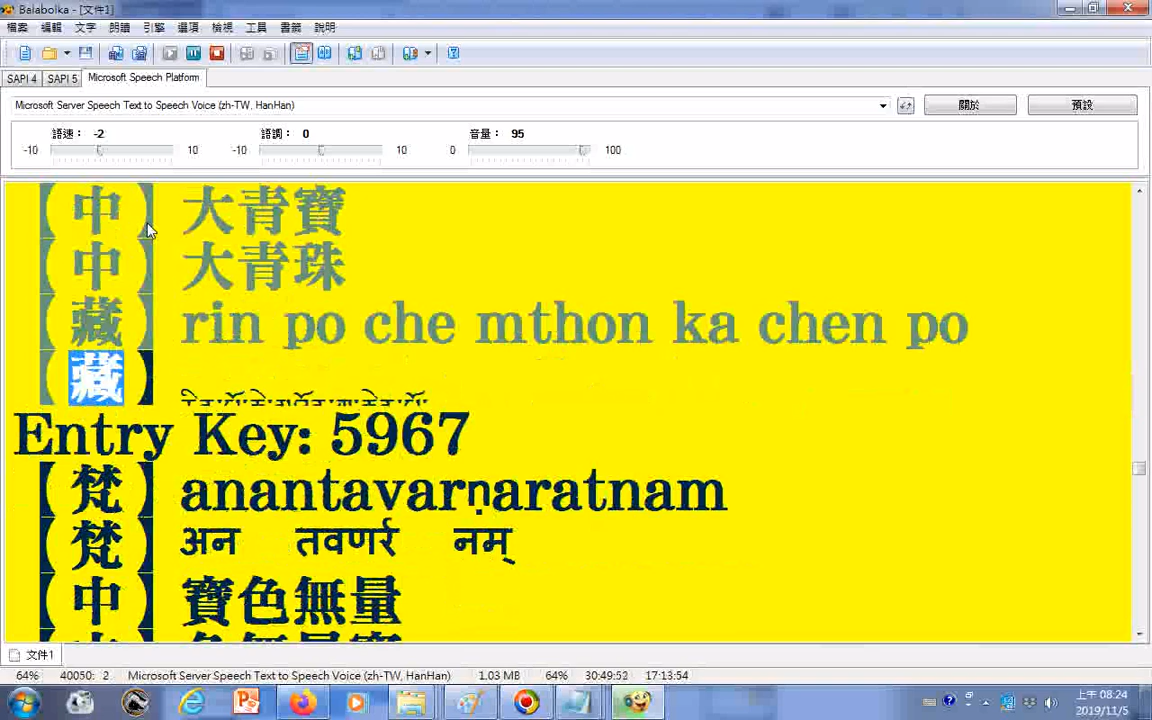 Balabolka - [文件1]
檔案 編輯 文字 朗讀 引擎 選項 檢視 工具 書籤 說明
SAPI 4 SAPI 5 Microsoft Speech Platform
Microsoft Server Speech Text to Speech Voice (zh-TW, HanHan) 關於 預設
語速： -2 語調： 0 音量： 95
-10 10 -10 10 0 100
【中】 大青寶
【中】 大青珠
【藏】 rin po che mthon ka chen po
【藏】
Entry Key: 5967
【梵】 anantavarṇaratnam
【梵】 अन तवणर्र नम्
【中】 寶色無量
文件1
64% 40050: 2 Microsoft Server Speech Text to Speech Voice (zh-TW, HanHan) 1.03 MB 64% 30:49:52 17:13:54
上午 08:24
2019/11/5